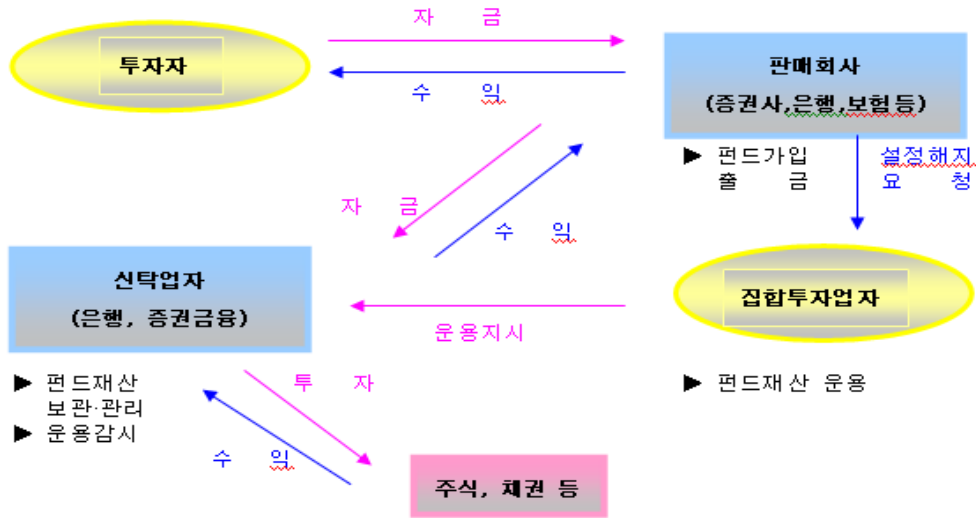 자 금
투자자
수 익
판매회사
(증권사,은행,보험등)
▶ 펀드가입
출 금
설정해지
요 청
자 금
수 익
신탁업자
(은행, 증권금융)
집합투자업자
운용지시
▶ 펀드재산
보관·관리
▶ 운용감시
투 자
수 익
▶ 펀드재산 운용
주식, 채권 등